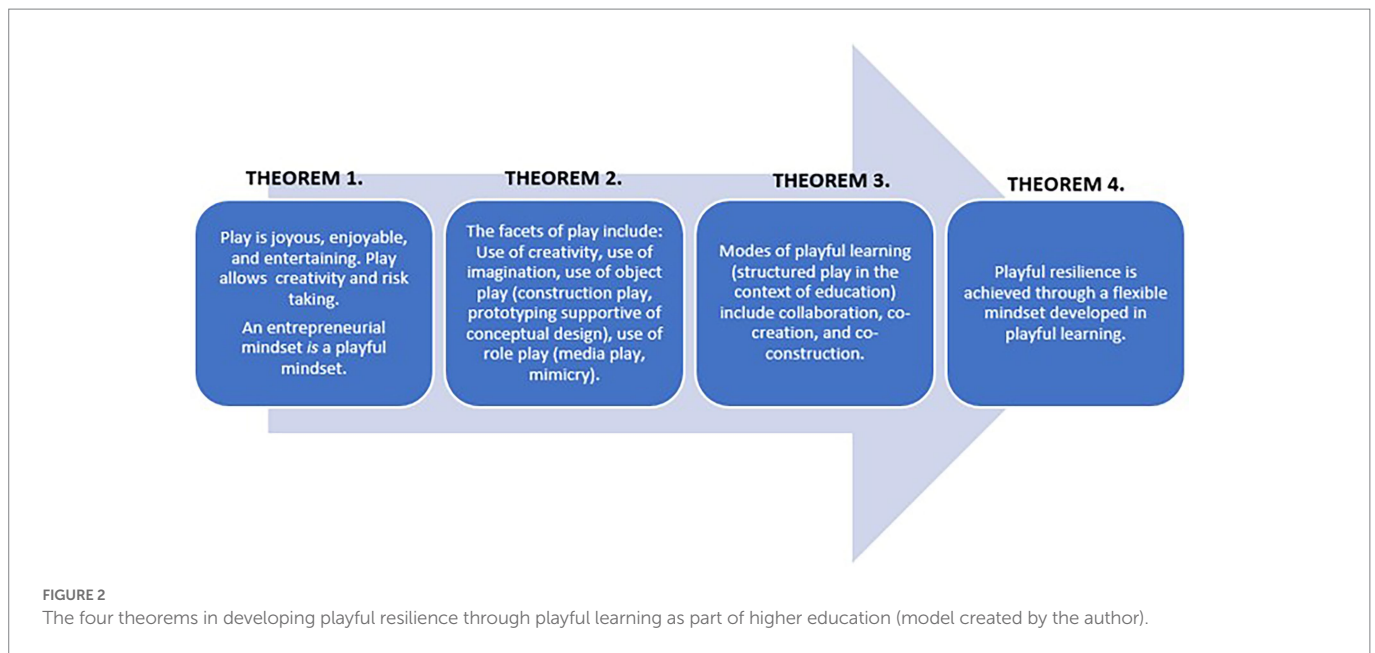 THEOREM 1.
Play is joyous, enjoyable,
and entertaining. Play
allows creativity and risk
taking.
An entrepreneurial
mindset is a playful
mindset.
THEOREM 2.
The facets of play include:
Use of creativity, use of
imagination, use of object
play (construction play,
prototyping supportive of
conceptual design), use of
role play (media play,
mimicry).
THEOREM 3.
Modes of playful learning
(structured play in the
context of education)
include collaboration, co-
creation, and co-
construction.
THEOREM 4.
Playful resilience is
achieved through a flexible
mindset developed in
playful learning.
FIGURE 2
The four theorems in developing playful resilience through playful learning as part of higher education (model created by the author).